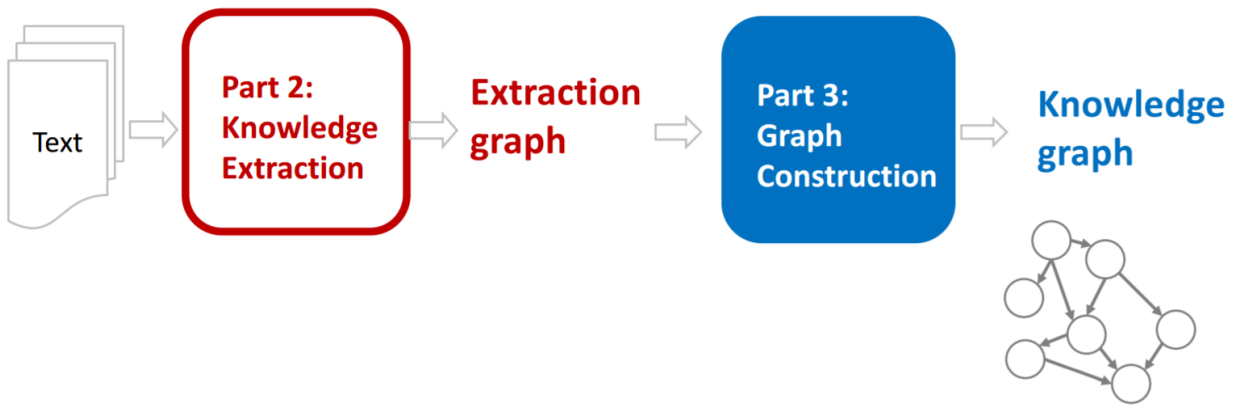 Text
Part 2:
Knowledge
Extraction
Extraction
graph
Part 3:
Graph
Construction
Knowledge
graph